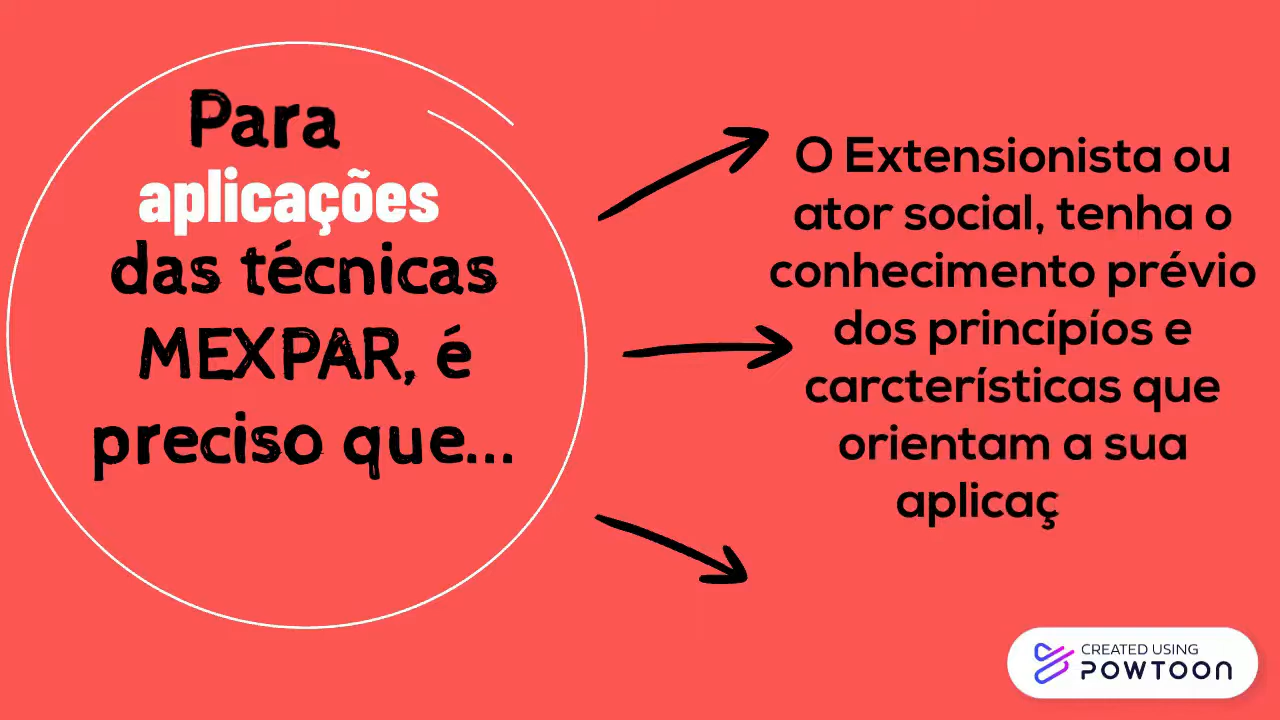 Para
aplicações
das técnicas
MEXPAR, é
preciso que...
O Extensionista ou
ator social, tenha o
conhecimento prévio
dos princípíos e
carcterísticas que
orientam a sua
aplicaç
CREATED USING
POWTOON